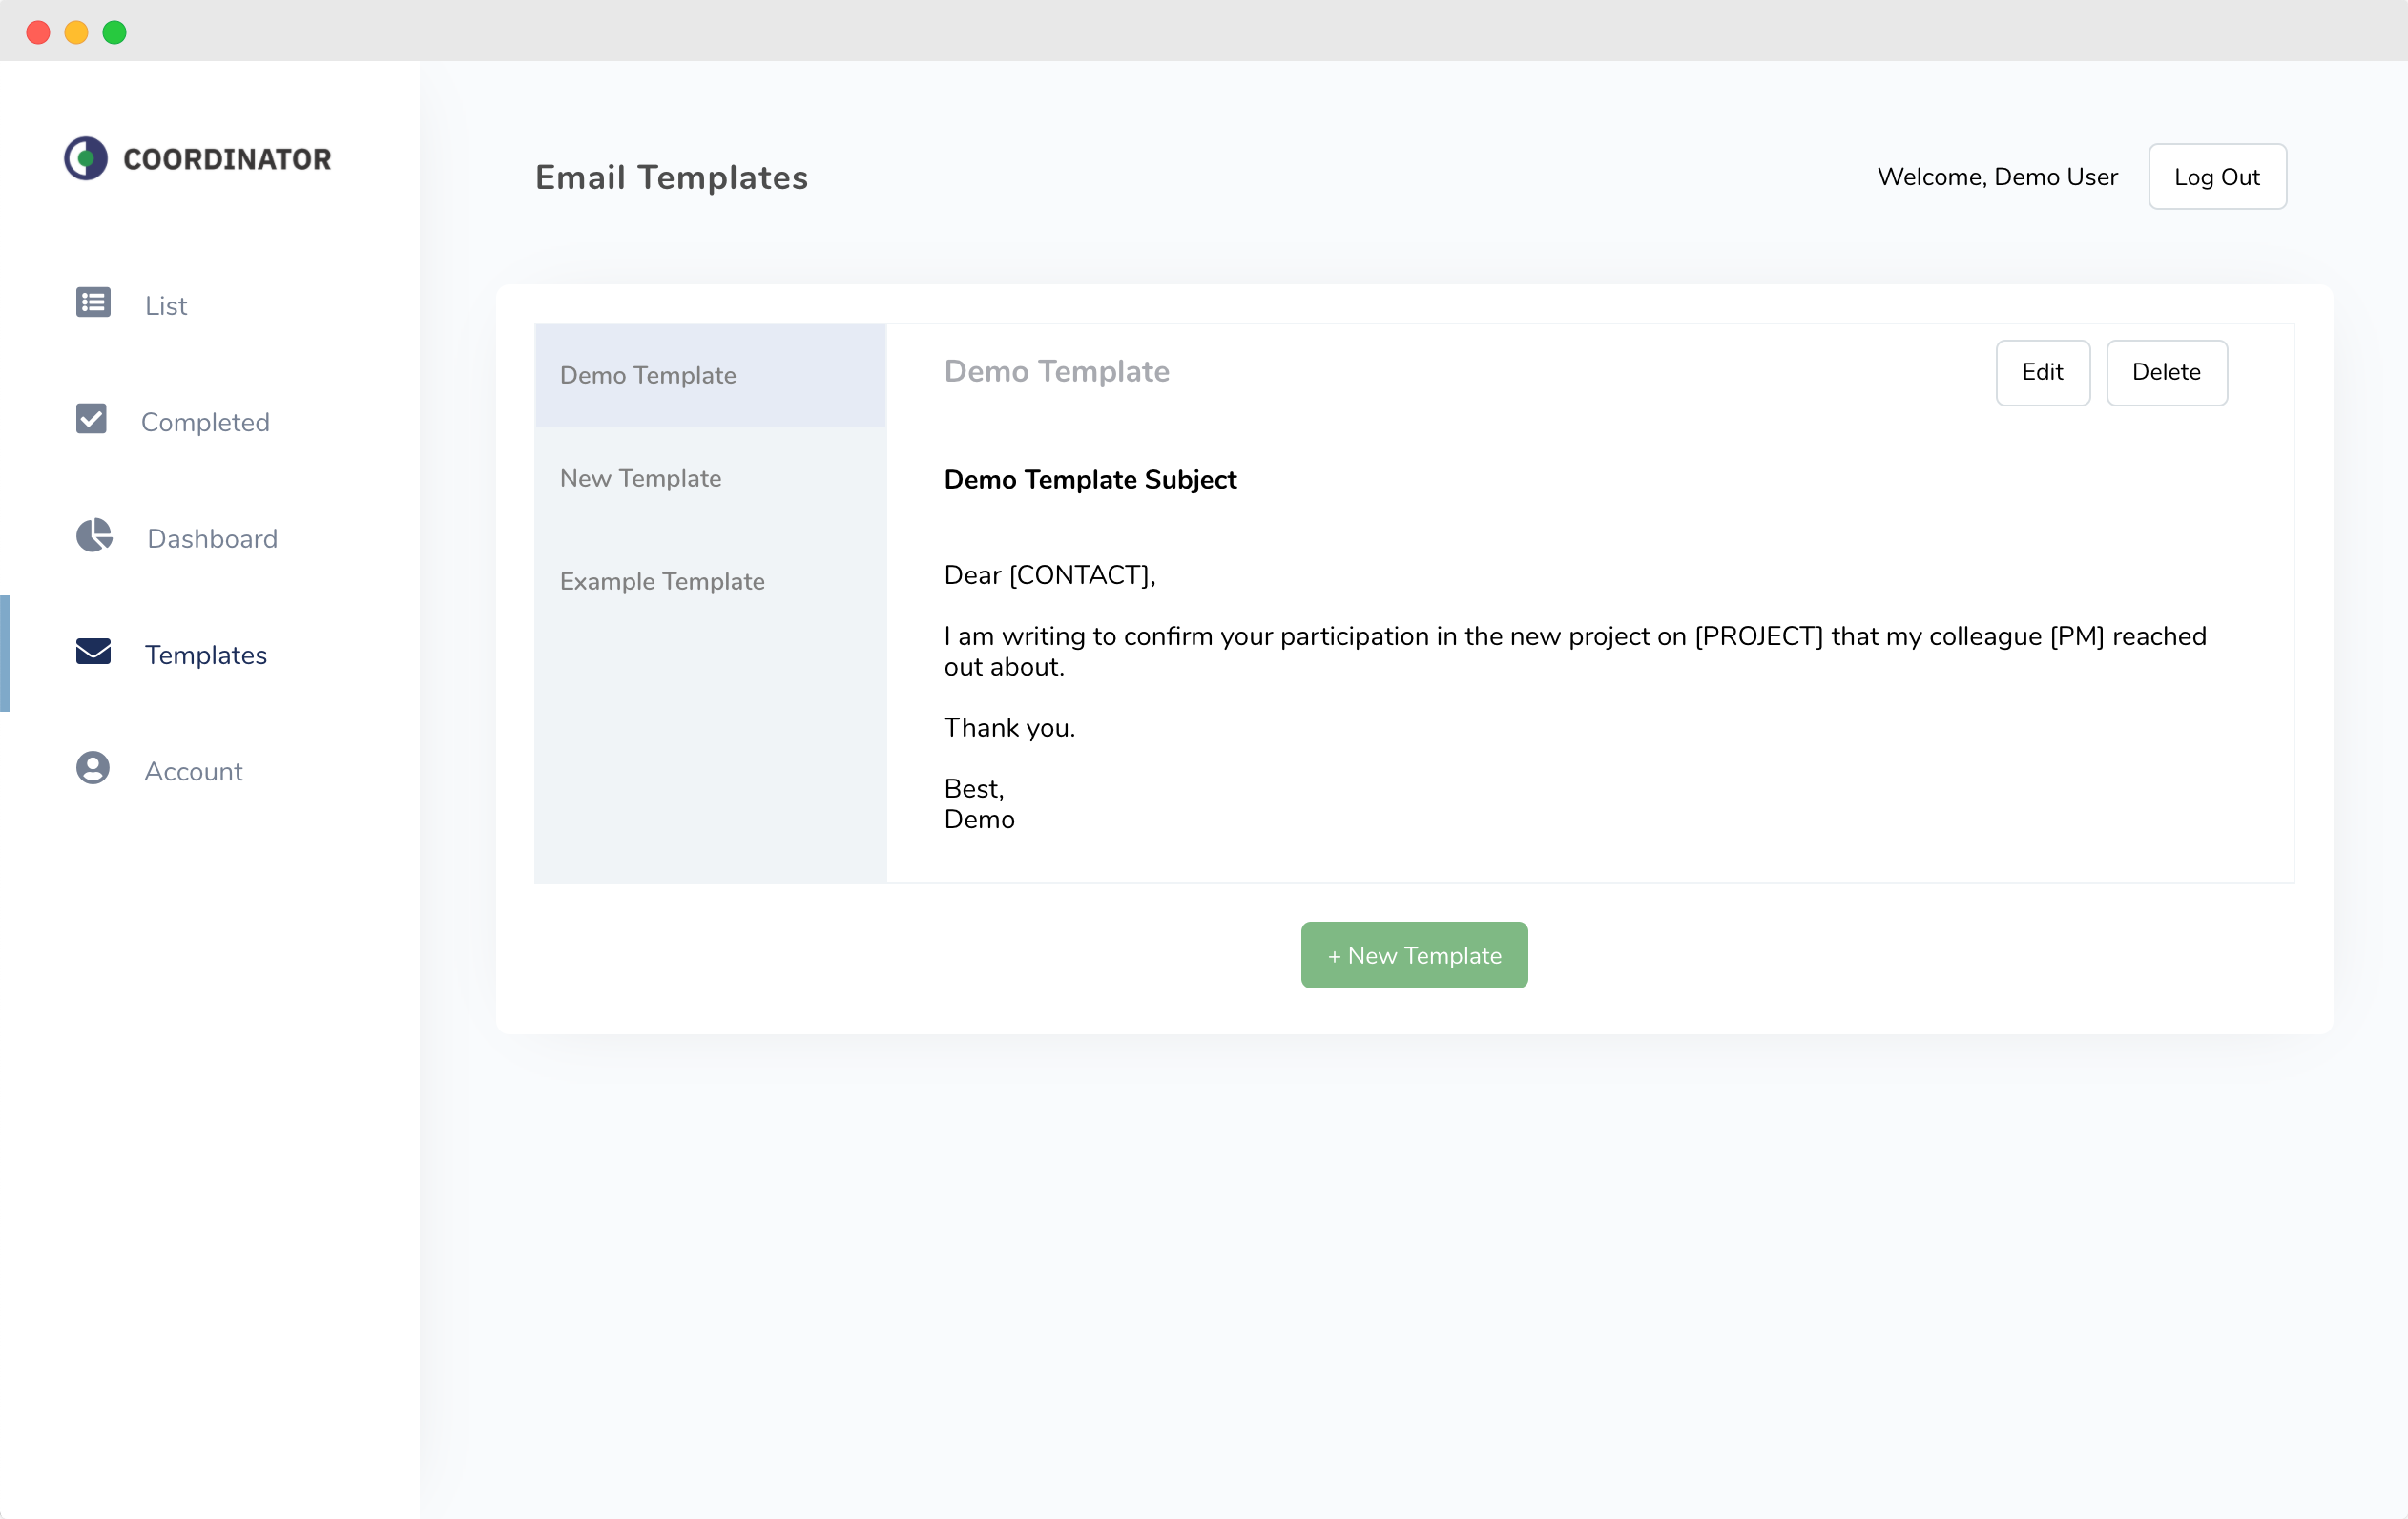 COORDINATOR
List
Completed
Dashboard
Templates
Account
Email Templates
Welcome, Demo User
Log Out
Demo Template
New Template
Example Template
Demo Template
Edit
Delete
Demo Template Subject
Dear [CONTACT],
I am writing to confirm your participation in the new project on [PROJECT] that my colleague [PM] reached
out about.
Thank you.
Best,
Demo
+ New Template